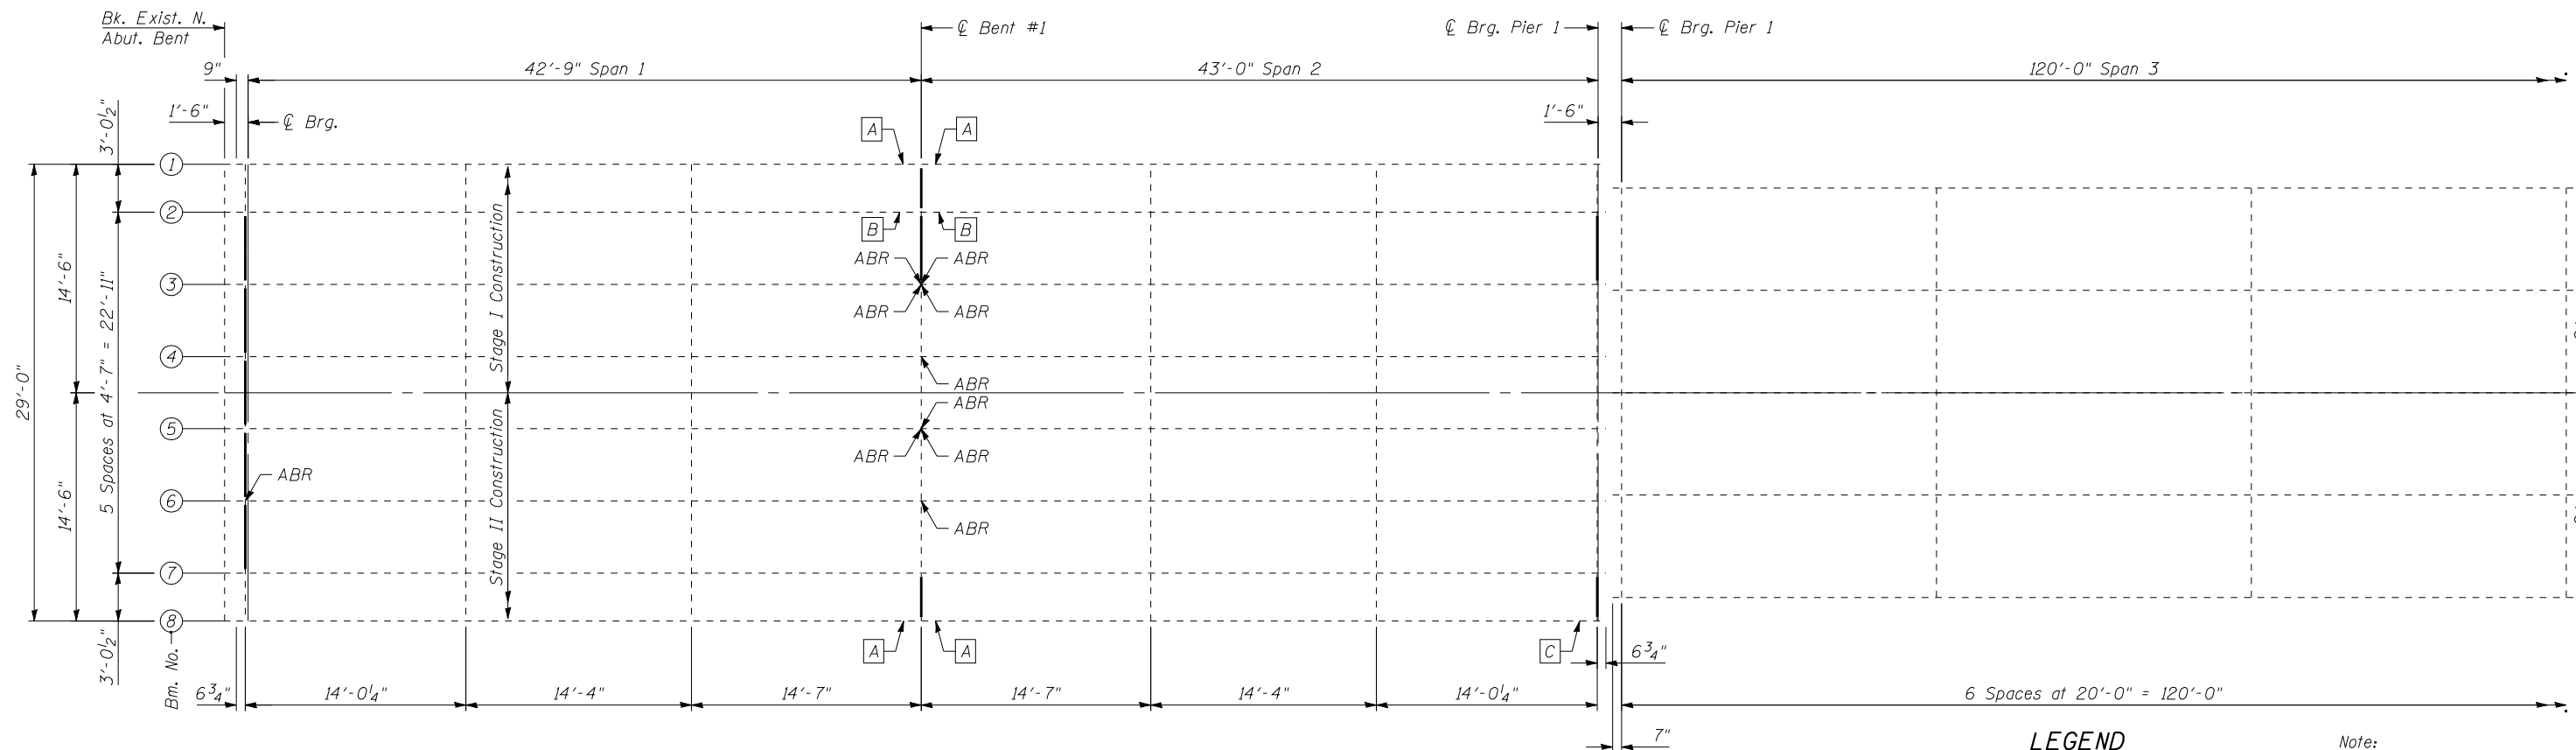 Bk. Exist. N.
Abut. Bent
℄ Bent #1
℄ Brg. Pier 1
℄ Brg. Pier 1
9"
42'-9" Span 1
43'-0" Span 2
120'-0" Span 3
1'-6"
℄ Brg.
1'-6"
3'-0½"
A
A
1
2
B
B
ABR
ABR
3
ABR
ABR
4
ABR
ABR
5
ABR
ABR
ABR
6
ABR
7
8
29'-0"
14'-6"
14'-6"
5 Spaces at 4'-7" = 22'-11"
3'-0½"
Bm. No.
Stage I Construction
Stage II Construction
A
A
C
6¾"
6¾"
14'-0¼"
14'-4"
14'-7"
14'-7"
14'-4"
14'-0¼"
6 Spaces at 20'-0" = 120'-0"
7"
LEGEND
Note: